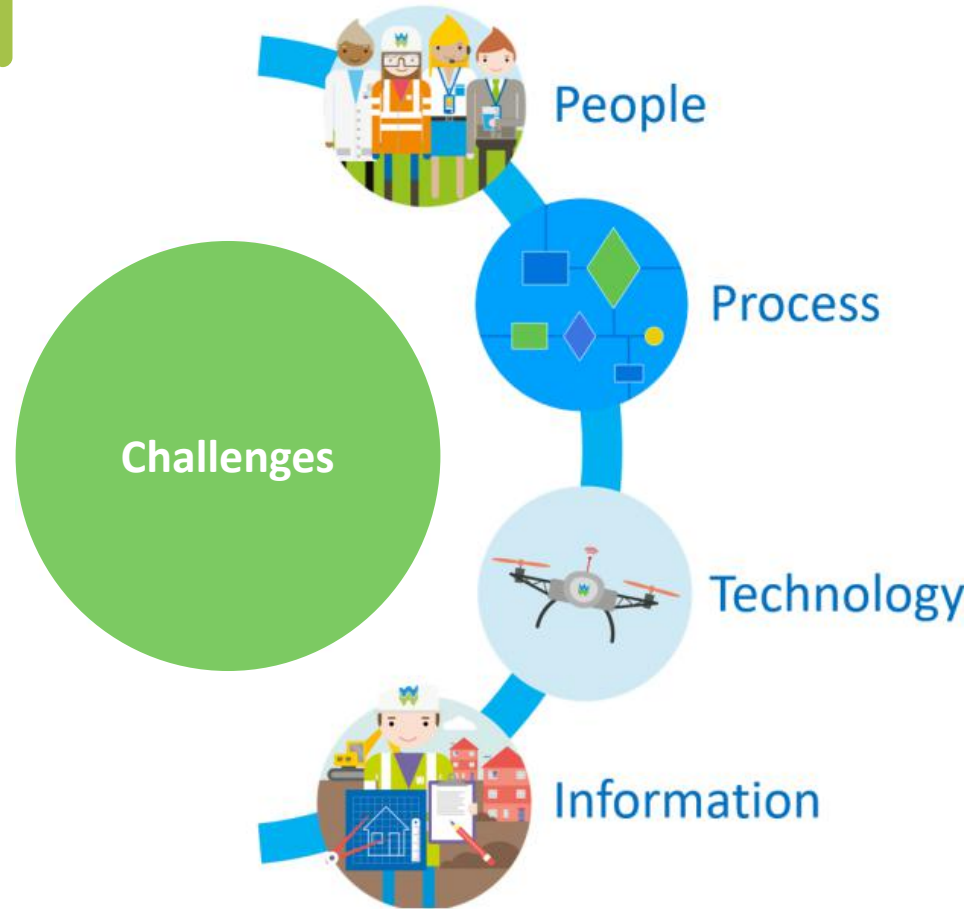 People
Process
Challenges
Technology
Information